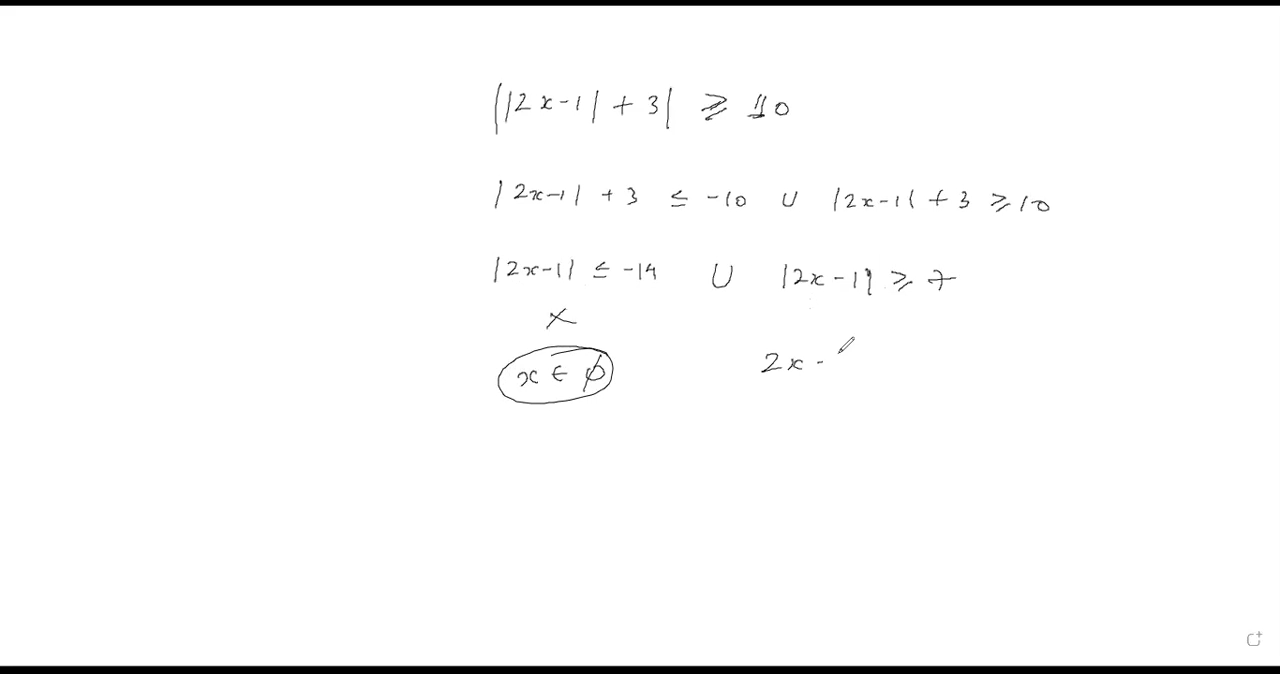 ||2x-1| + 3| ≥ 10
|2x-1| + 3 ≤ -10 ∪ |2x-1| + 3 ≥ 10
|2x-1| ≤ -14 ∪ |2x-1| ≥ 7
×
x ∈ ϕ 2x -